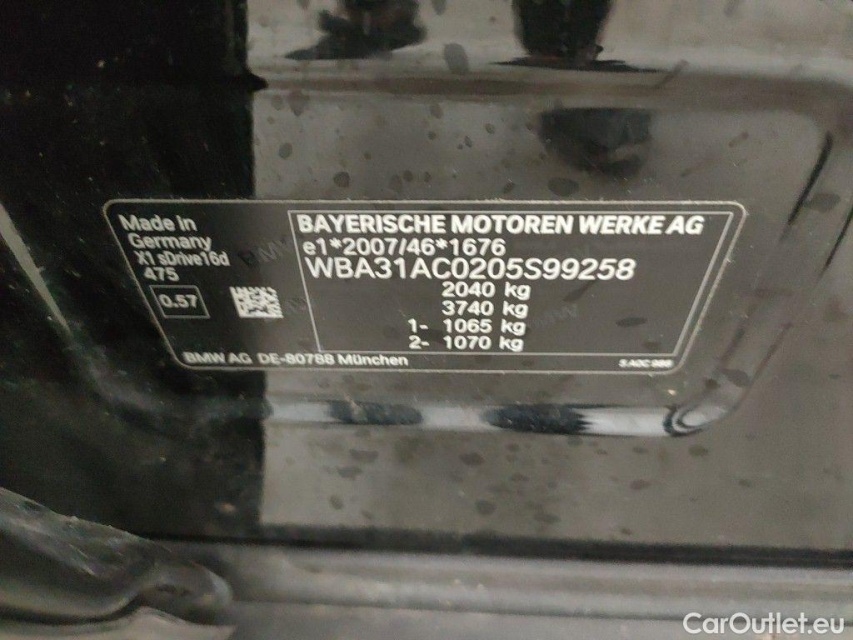 Made in
Germany
X1 sDrive16d
475
0.57
BAYERISCHE MOTOREN WERKE AG
e1*2007/46*1676
WBA31AC0205S99258
2040 kg
3740 kg
1- 1065 kg
2- 1070 kg
BMW AG DE-80788 München
CarOutlet.eu